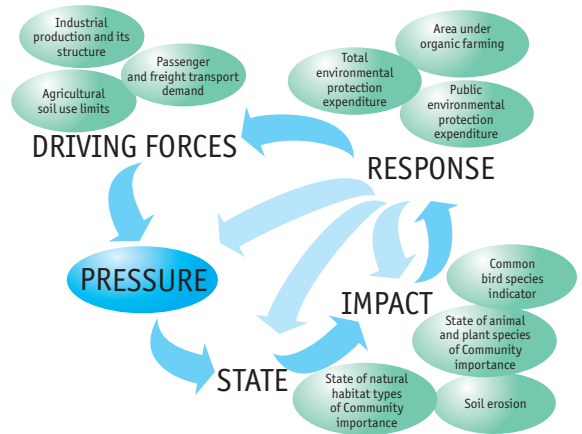 Industrial
production and its
structure
Passenger
and freight transport
demand
Agricultural
soil use limits
DRIVING FORCES
Area under
organic farming
Total
environmental
protection
expenditure
Public
environmental
protection
expenditure
RESPONSE
PRESSURE
IMPACT
STATE
Common
bird species
indicator
State of animal
and plant species
of Community
importance
State of natural
habitat types
of Community
importance
Soil erosion